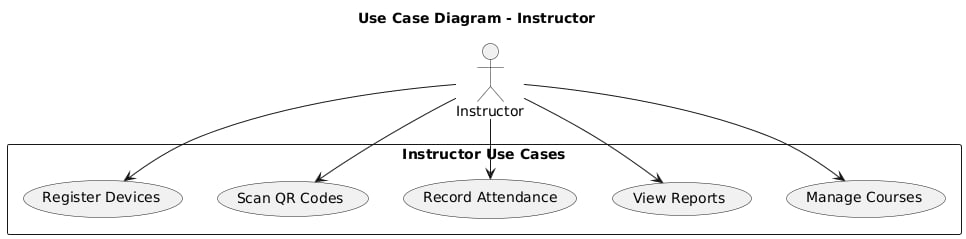 Use Case Diagram - Instructor
Instructor
Instructor Use Cases
Register Devices
Scan QR Codes
Record Attendance
View Reports
Manage Courses